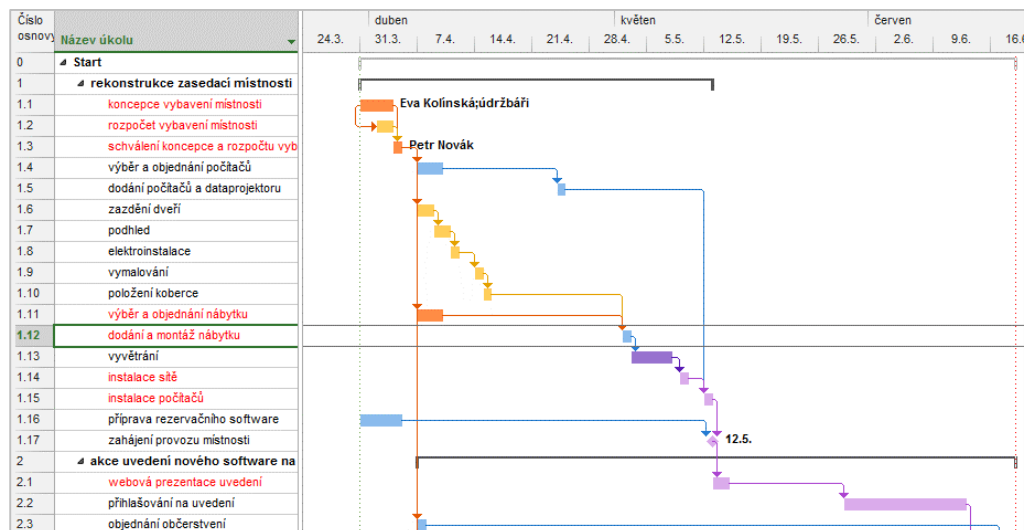 Číslo osnovy
Název úkolu
duben květen červen
24.3. 31.3. 7.4. 14.4. 21.4. 28.4. 5.5. 12.5. 19.5. 26.5. 2.6. 9.6. 16.6
0 Start
1 rekonstrukce zasedací místnosti
1.1 koncepce vybavení místnosti Eva Kolínská;údržbáři
1.2 rozpočet vybavení místnosti
1.3 schválení koncepce a rozpočtu vyb Petr Novák
1.4 výběr a objednání počítačů
1.5 dodání počítačů a dataprojektoru
1.6 zazdění dveří
1.7 podhled
1.8 elektroinstalace
1.9 vymalování
1.10 položení koberce
1.11 výběr a objednání nábytku
1.12 dodání a montáž nábytku
1.13 vyvětrání
1.14 instalace sítě
1.15 instalace počítačů
1.16 příprava rezervačního software
1.17 zahájení provozu místnosti 12.5.
2 akce uvedení nového software na
2.1 webová prezentace uvedení
2.2 přihlašování na uvedení
2.3 objednání občerstvení